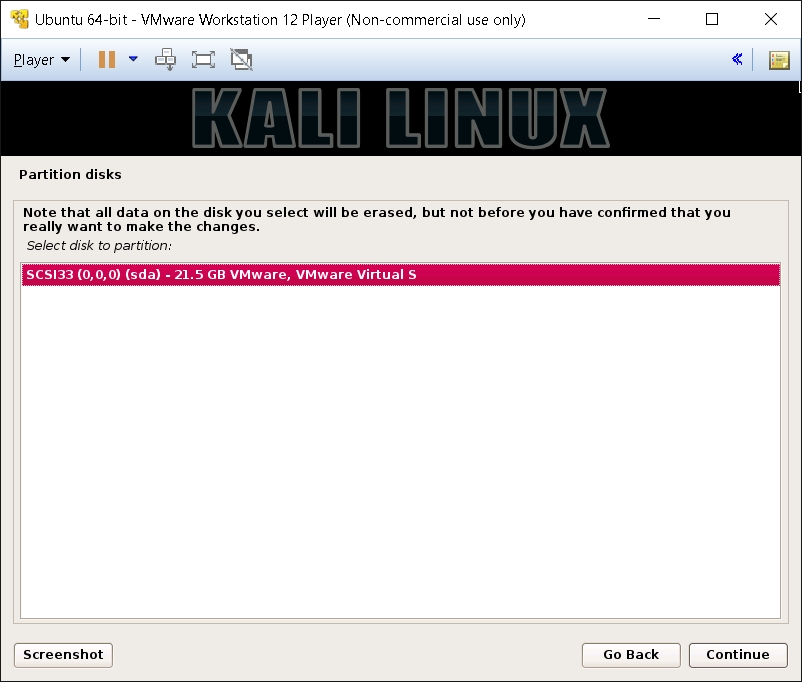 Ubuntu 64-bit - VMware Workstation 12 Player (Non-commercial use only)
Player
KALI LINUX
Partition disks
Note that all data on the disk you select will be erased, but not before you have confirmed that you
really want to make the changes.
Select disk to partition:
SCSI33 (0,0,0) (sda) - 21.5 GB VMware, VMware Virtual S
Screenshot
Go Back
Continue